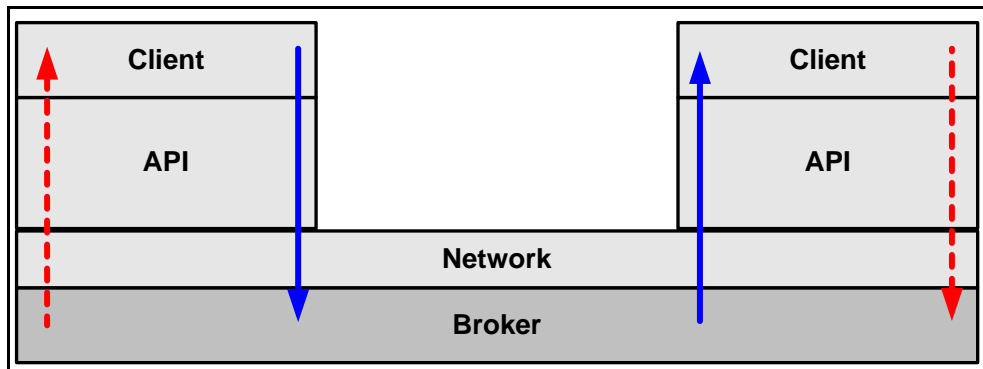 Client
Client
API
API
Network
Broker